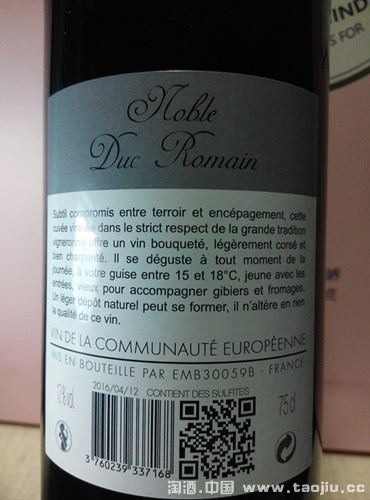 Noble
Duc Romain
Subtil compromis entre terroir et encépagement, cette
cuvée vinifiée dans le strict respect de la grande tradition
vigneronne offre un vin bouqueté, légèrement corsé et
bien charpenté. Il se déguste à tout moment de la
journée, à votre guise entre 15 et 18°C, jeune avec les
entrées, vieux pour accompagner gibiers et fromages.
Un léger dépôt naturel peut se former, il n'altère en rien
la qualité de ce vin.
VIN DE LA COMMUNAUTÉ EUROPÉENNE
MIS EN BOUTEILLE PAR EMB30059B - FRANCE
2016/04/12 CONTIENT DES SULFITES
12%vol.
75cl
3 760239 337168
IND
S FOR
淘酒.中国 www.taojiu.cc